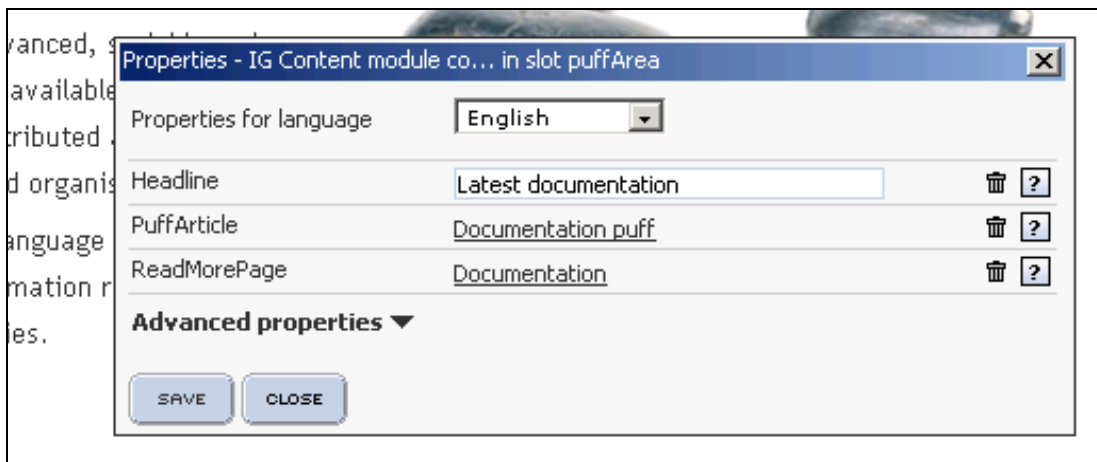 Properties - IG Content module co... in slot puffArea
Properties for language English
Headline Latest documentation
PuffArticle Documentation puff
ReadMorePage Documentation
Advanced properties
SAVE CLOSE
vanced,
available
tributed
d organis
anguage
mation r
ies.